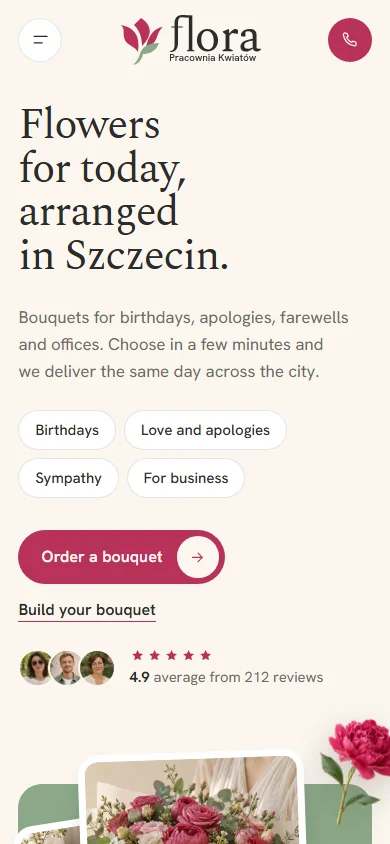 flora
Pracownia Kwiatów
Flowers
for today,
arranged
in Szczecin.
Bouquets for birthdays, apologies, farewells
and offices. Choose in a few minutes and
we deliver the same day across the city.
Birthdays
Love and apologies
Sympathy
For business
Order a bouquet
Build your bouquet
4.9 average from 212 reviews